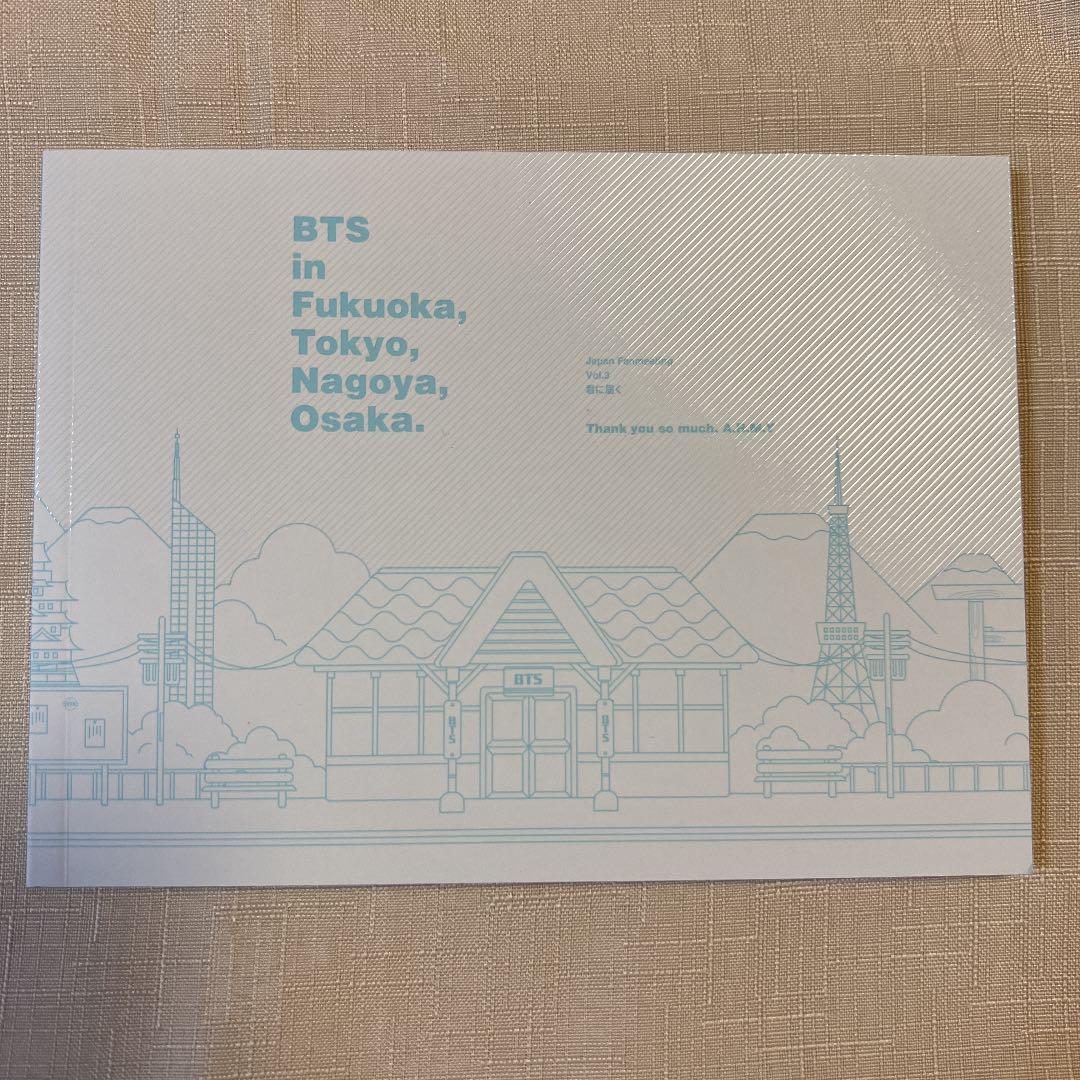 BTS
in
Fukuoka,
Tokyo,
Nagoya,
Osaka.
Japan Fanmeeting
Vol.3
君に届く
Thank you so much. A.R.M.Y
BTS
BTS
BTS